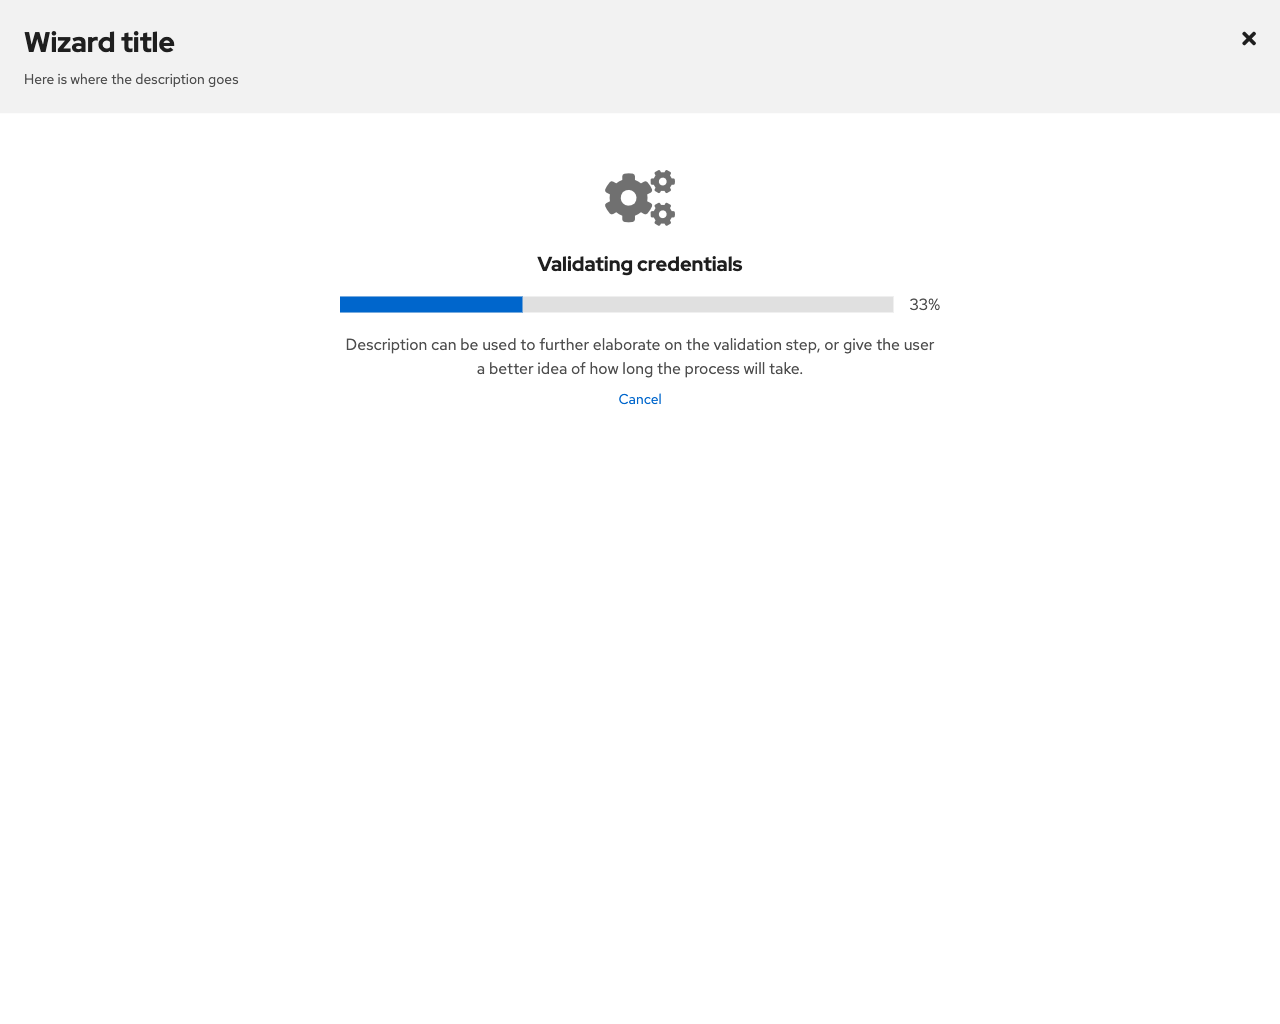 Wizard title
Here is where the description goes
Validating credentials
33%
Description can be used to further elaborate on the validation step, or give the user
a better idea of how long the process will take.
Cancel